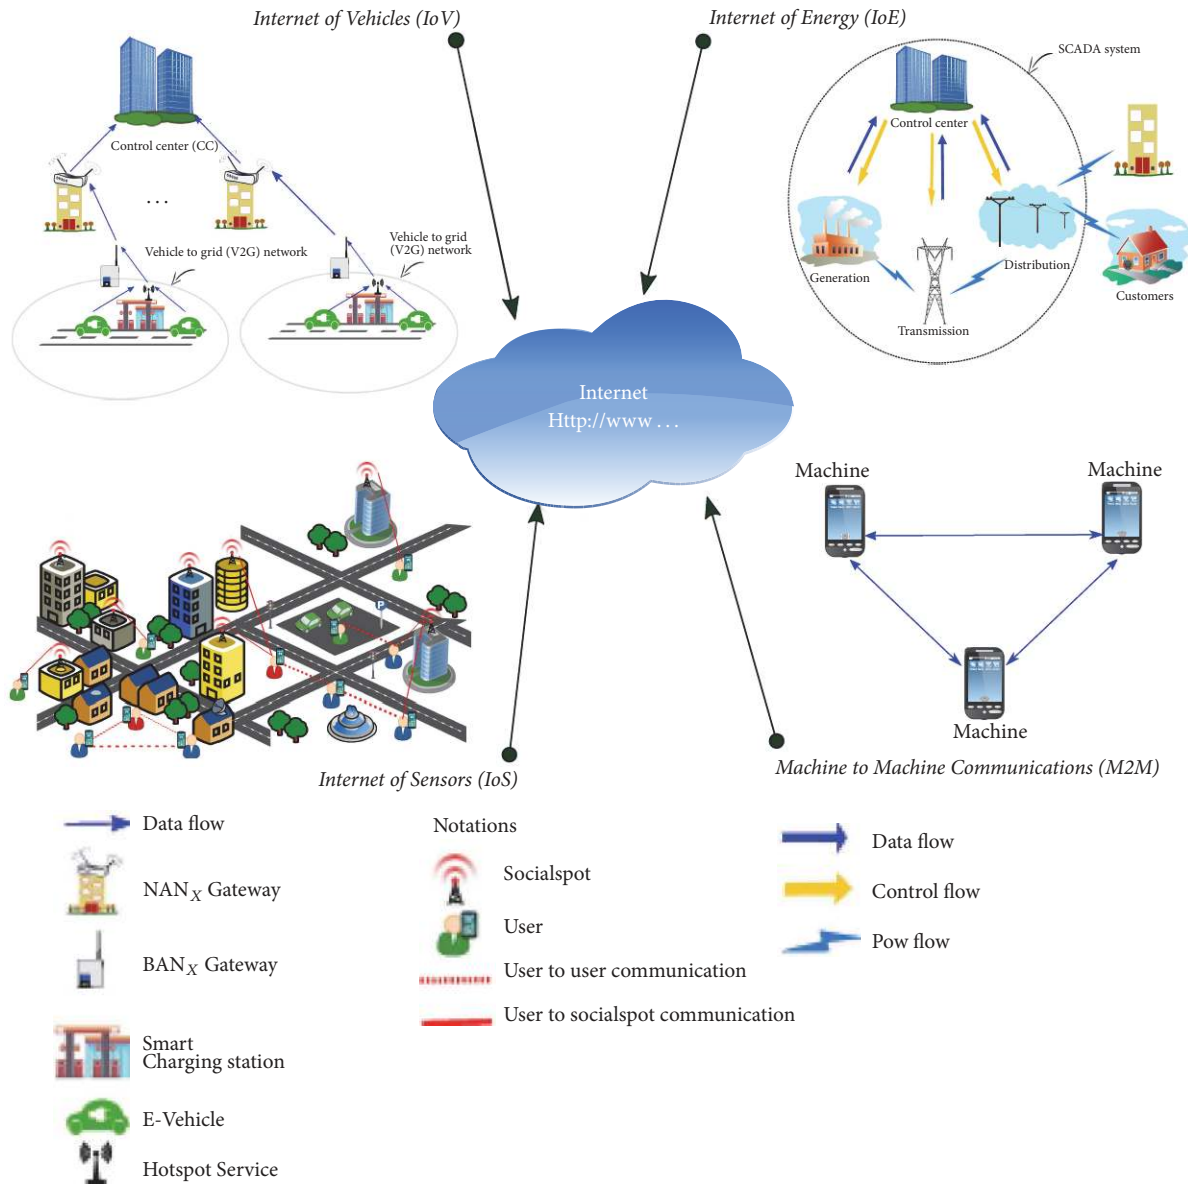 Internet of Vehicles (IoV)
Internet of Energy (IoE)
SCADA system
Control center (CC)
. . .
Vehicle to grid (V2G) network
Vehicle to grid
(V2G) network
Control center
Generation
Transmission
Distribution
Customers
Internet
Http://www . . .
Machine
Machine
Machine
P
Internet of Sensors (IoS)
Machine to Machine Communications (M2M)
Data flow
NANX Gateway
BANX Gateway
Smart
Charging station
E-Vehicle
Hotspot Service
Notations
Socialspot
User
User to user communication
User to socialspot communication
Data flow
Control flow
Pow flow